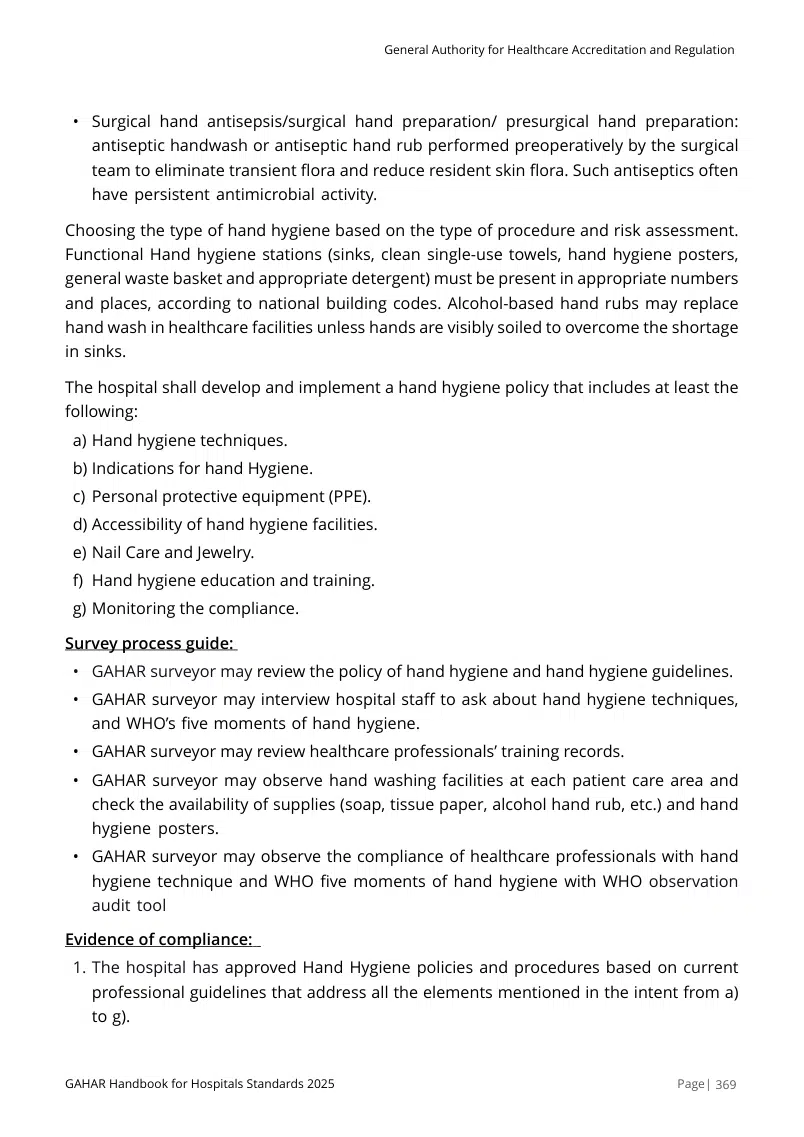 General Authority for Healthcare Accreditation and Regulation
• Surgical hand antisepsis/surgical hand preparation/ presurgical hand preparation:
antiseptic handwash or antiseptic hand rub performed preoperatively by the surgical
team to eliminate transient flora and reduce resident skin flora. Such antiseptics often
have persistent antimicrobial activity.
Choosing the type of hand hygiene based on the type of procedure and risk assessment.
Functional Hand hygiene stations (sinks, clean single-use towels, hand hygiene posters,
general waste basket and appropriate detergent) must be present in appropriate numbers
and places, according to national building codes. Alcohol-based hand rubs may replace
hand wash in healthcare facilities unless hands are visibly soiled to overcome the shortage
in sinks.
The hospital shall develop and implement a hand hygiene policy that includes at least the
following:
a) Hand hygiene techniques.
b) Indications for hand Hygiene.
c) Personal protective equipment (PPE).
d) Accessibility of hand hygiene facilities.
e) Nail Care and Jewelry.
f) Hand hygiene education and training.
g) Monitoring the compliance.
Survey process guide:
• GAHAR surveyor may review the policy of hand hygiene and hand hygiene guidelines.
• GAHAR surveyor may interview hospital staff to ask about hand hygiene techniques,
and WHO’s five moments of hand hygiene.
• GAHAR surveyor may review healthcare professionals’ training records.
• GAHAR surveyor may observe hand washing facilities at each patient care area and
check the availability of supplies (soap, tissue paper, alcohol hand rub, etc.) and hand
hygiene posters.
• GAHAR surveyor may observe the compliance of healthcare professionals with hand
hygiene technique and WHO five moments of hand hygiene with WHO observation
audit tool
Evidence of compliance:
1. The hospital has approved Hand Hygiene policies and procedures based on current
professional guidelines that address all the elements mentioned in the intent from a)
to g).
GAHAR Handbook for Hospitals Standards 2025
Page| 369